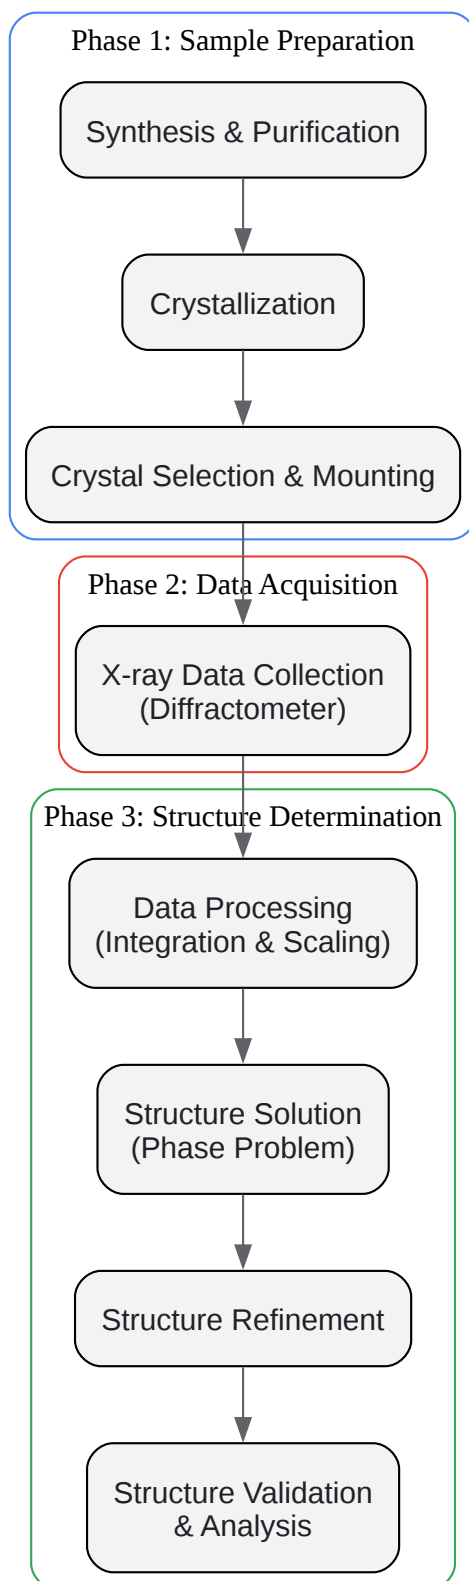 Phase 1: Sample Preparation
Synthesis & Purification
Crystallization
Crystal Selection & Mounting
Phase 2: Data Acquisition
X-ray Data Collection
(Diffractometer)
Phase 3: Structure Determination
Data Processing
(Integration & Scaling)
Structure Solution
(Phase Problem)
Structure Refinement
Structure Validation
& Analysis